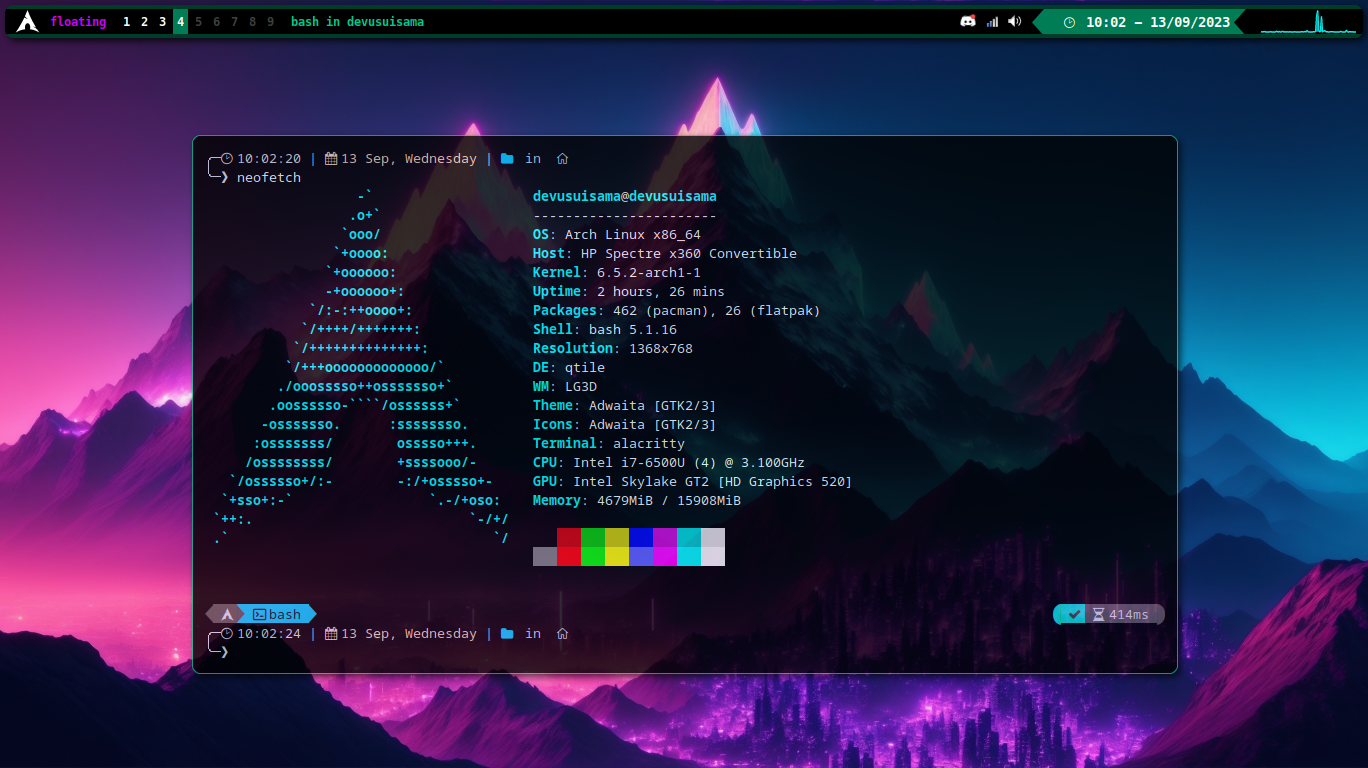 floating 1 2 3 4 5 6 7 8 9 bash in devusuisama 10:02 — 13/09/2023
10:02:20 | 13 Sep, Wednesday | in
❯ neofetch
-`
.o+`
`ooo/
`+oooo:
`+oooooo:
-+oooooo+:
`/:-:++oooo+:
`/++++/+++++++:
`/++++++++++++++:
`/+++ooooooooooooo/`
./ooosssso++osssssso+`
.oossssso-````/ossssss+`
-osssssso. :ssssssso.
:osssssss/ osssso+++.
/ossssssss/ +ssssooo/-
`/ossssso+/:- -:/+osssso+-
`+sso+:-` `.-/+oso:
`++:. `-/+/
.` `/
devusuisama@devusuisama
-----------------------
OS: Arch Linux x86_64
Host: HP Spectre x360 Convertible
Kernel: 6.5.2-arch1-1
Uptime: 2 hours, 26 mins
Packages: 462 (pacman), 26 (flatpak)
Shell: bash 5.1.16
Resolution: 1368x768
DE: qtile
WM: LG3D
Theme: Adwaita [GTK2/3]
Icons: Adwaita [GTK2/3]
Terminal: alacritty
CPU: Intel i7-6500U (4) @ 3.100GHz
GPU: Intel Skylake GT2 [HD Graphics 520]
Memory: 4679MiB / 15908MiB
bash 414ms
10:02:24 | 13 Sep, Wednesday | in
❯